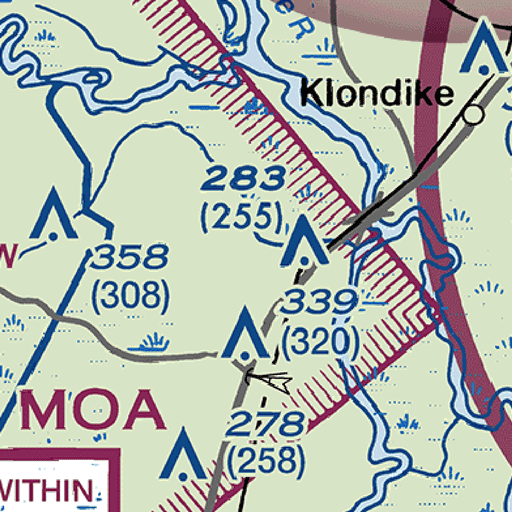 e R
Klondike
283
(255)
W
358
(308)
339
(320)
MOA
278
(258)
WITHIN